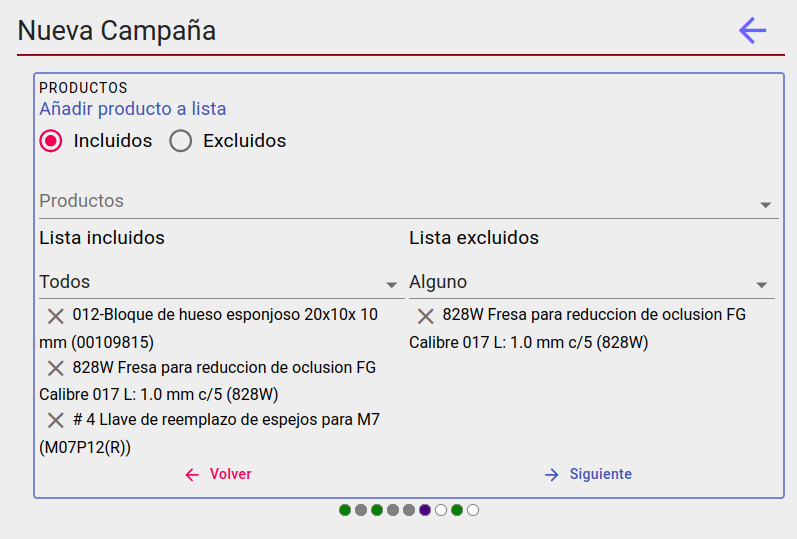 Nueva Campaña
PRODUCTOS
Añadir producto a lista
Incluidos Excluidos
Productos
Lista incluidos
Todos
012-Bloque de hueso esponjoso 20x10x 10
mm (00109815)
828W Fresa para reduccion de oclusion FG
Calibre 017 L: 1.0 mm c/5 (828W)
# 4 Llave de reemplazo de espejos para M7
(M07P12(R))
Lista excluidos
Alguno
828W Fresa para reduccion de oclusion FG
Calibre 017 L: 1.0 mm c/5 (828W)
Volver
Siguiente